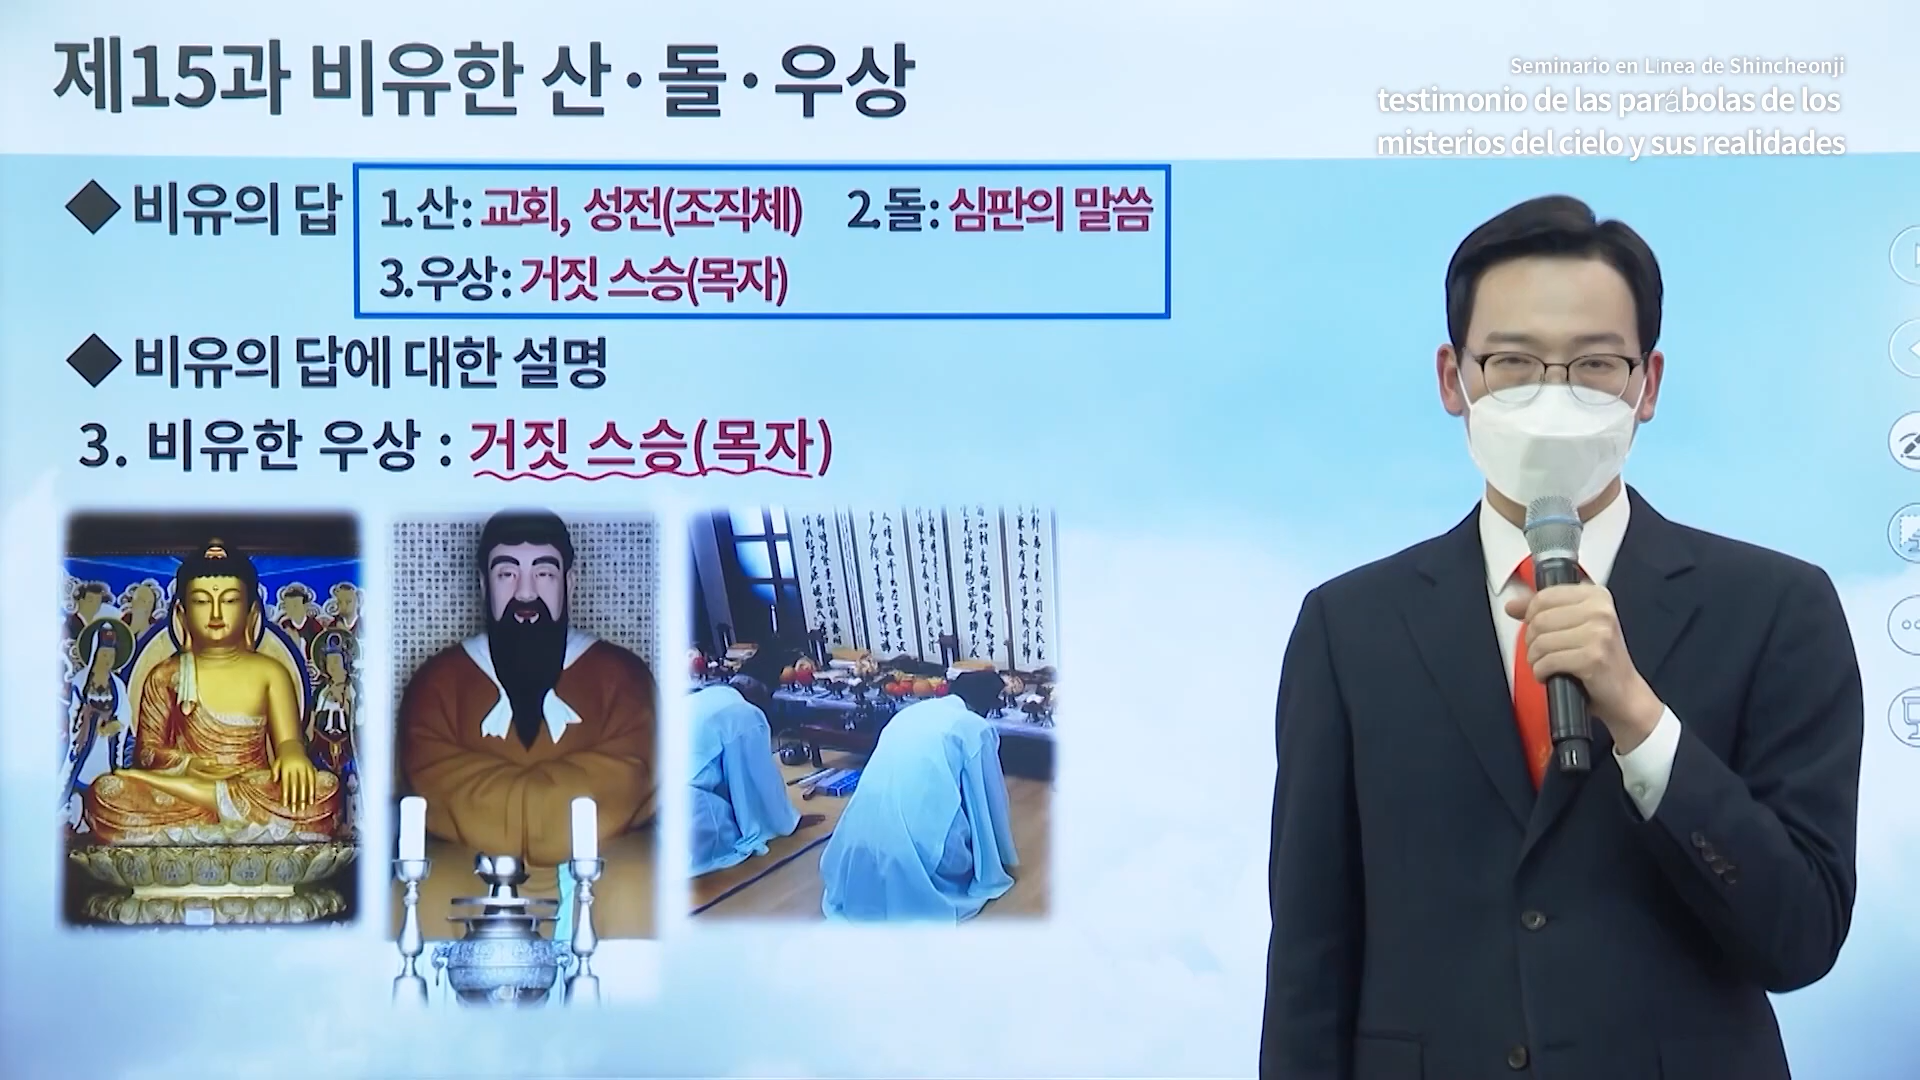 제15과 비유한 산·돌·우상
Seminario en Línea de Shincheonji
testimonio de las parábolas de los
misterios del cielo y sus realidades
◆ 비유의 답
1.산: 교회, 성전(조직체) 2.돌: 심판의 말씀
3.우상: 거짓 스승(목자)
◆ 비유의 답에 대한 설명
3. 비유한 우상 : 거짓 스승(목자)